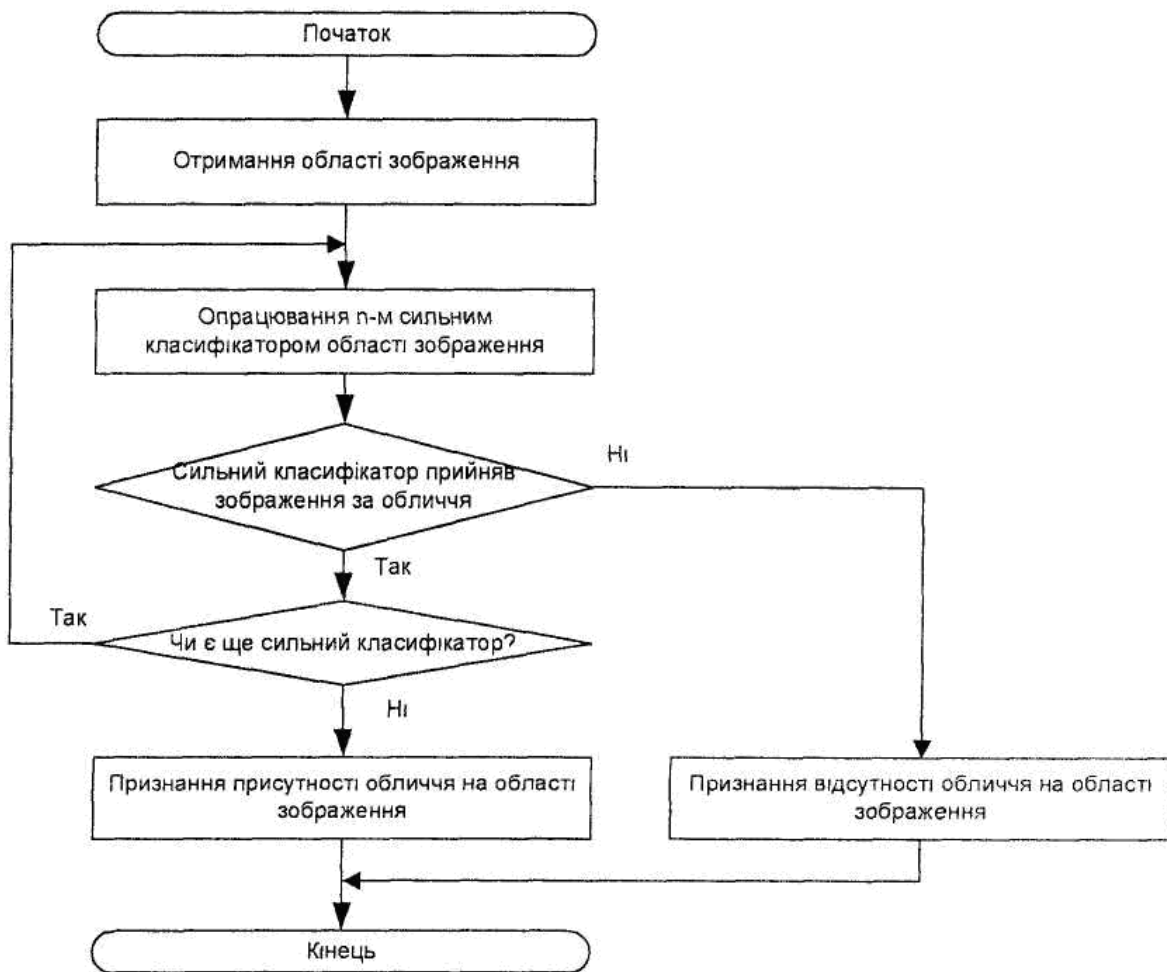 Початок
Отримання області зображення
Опрацювання n-м сильним
класифікатором області зображення
Сильний класифікатор прийняв
зображення за обличчя
Ні
Так
Так
Чи є ще сильний класифікатор?
Ні
Признання присутності обличчя на області
зображення
Признання відсутності обличчя на області
зображення
Кінець